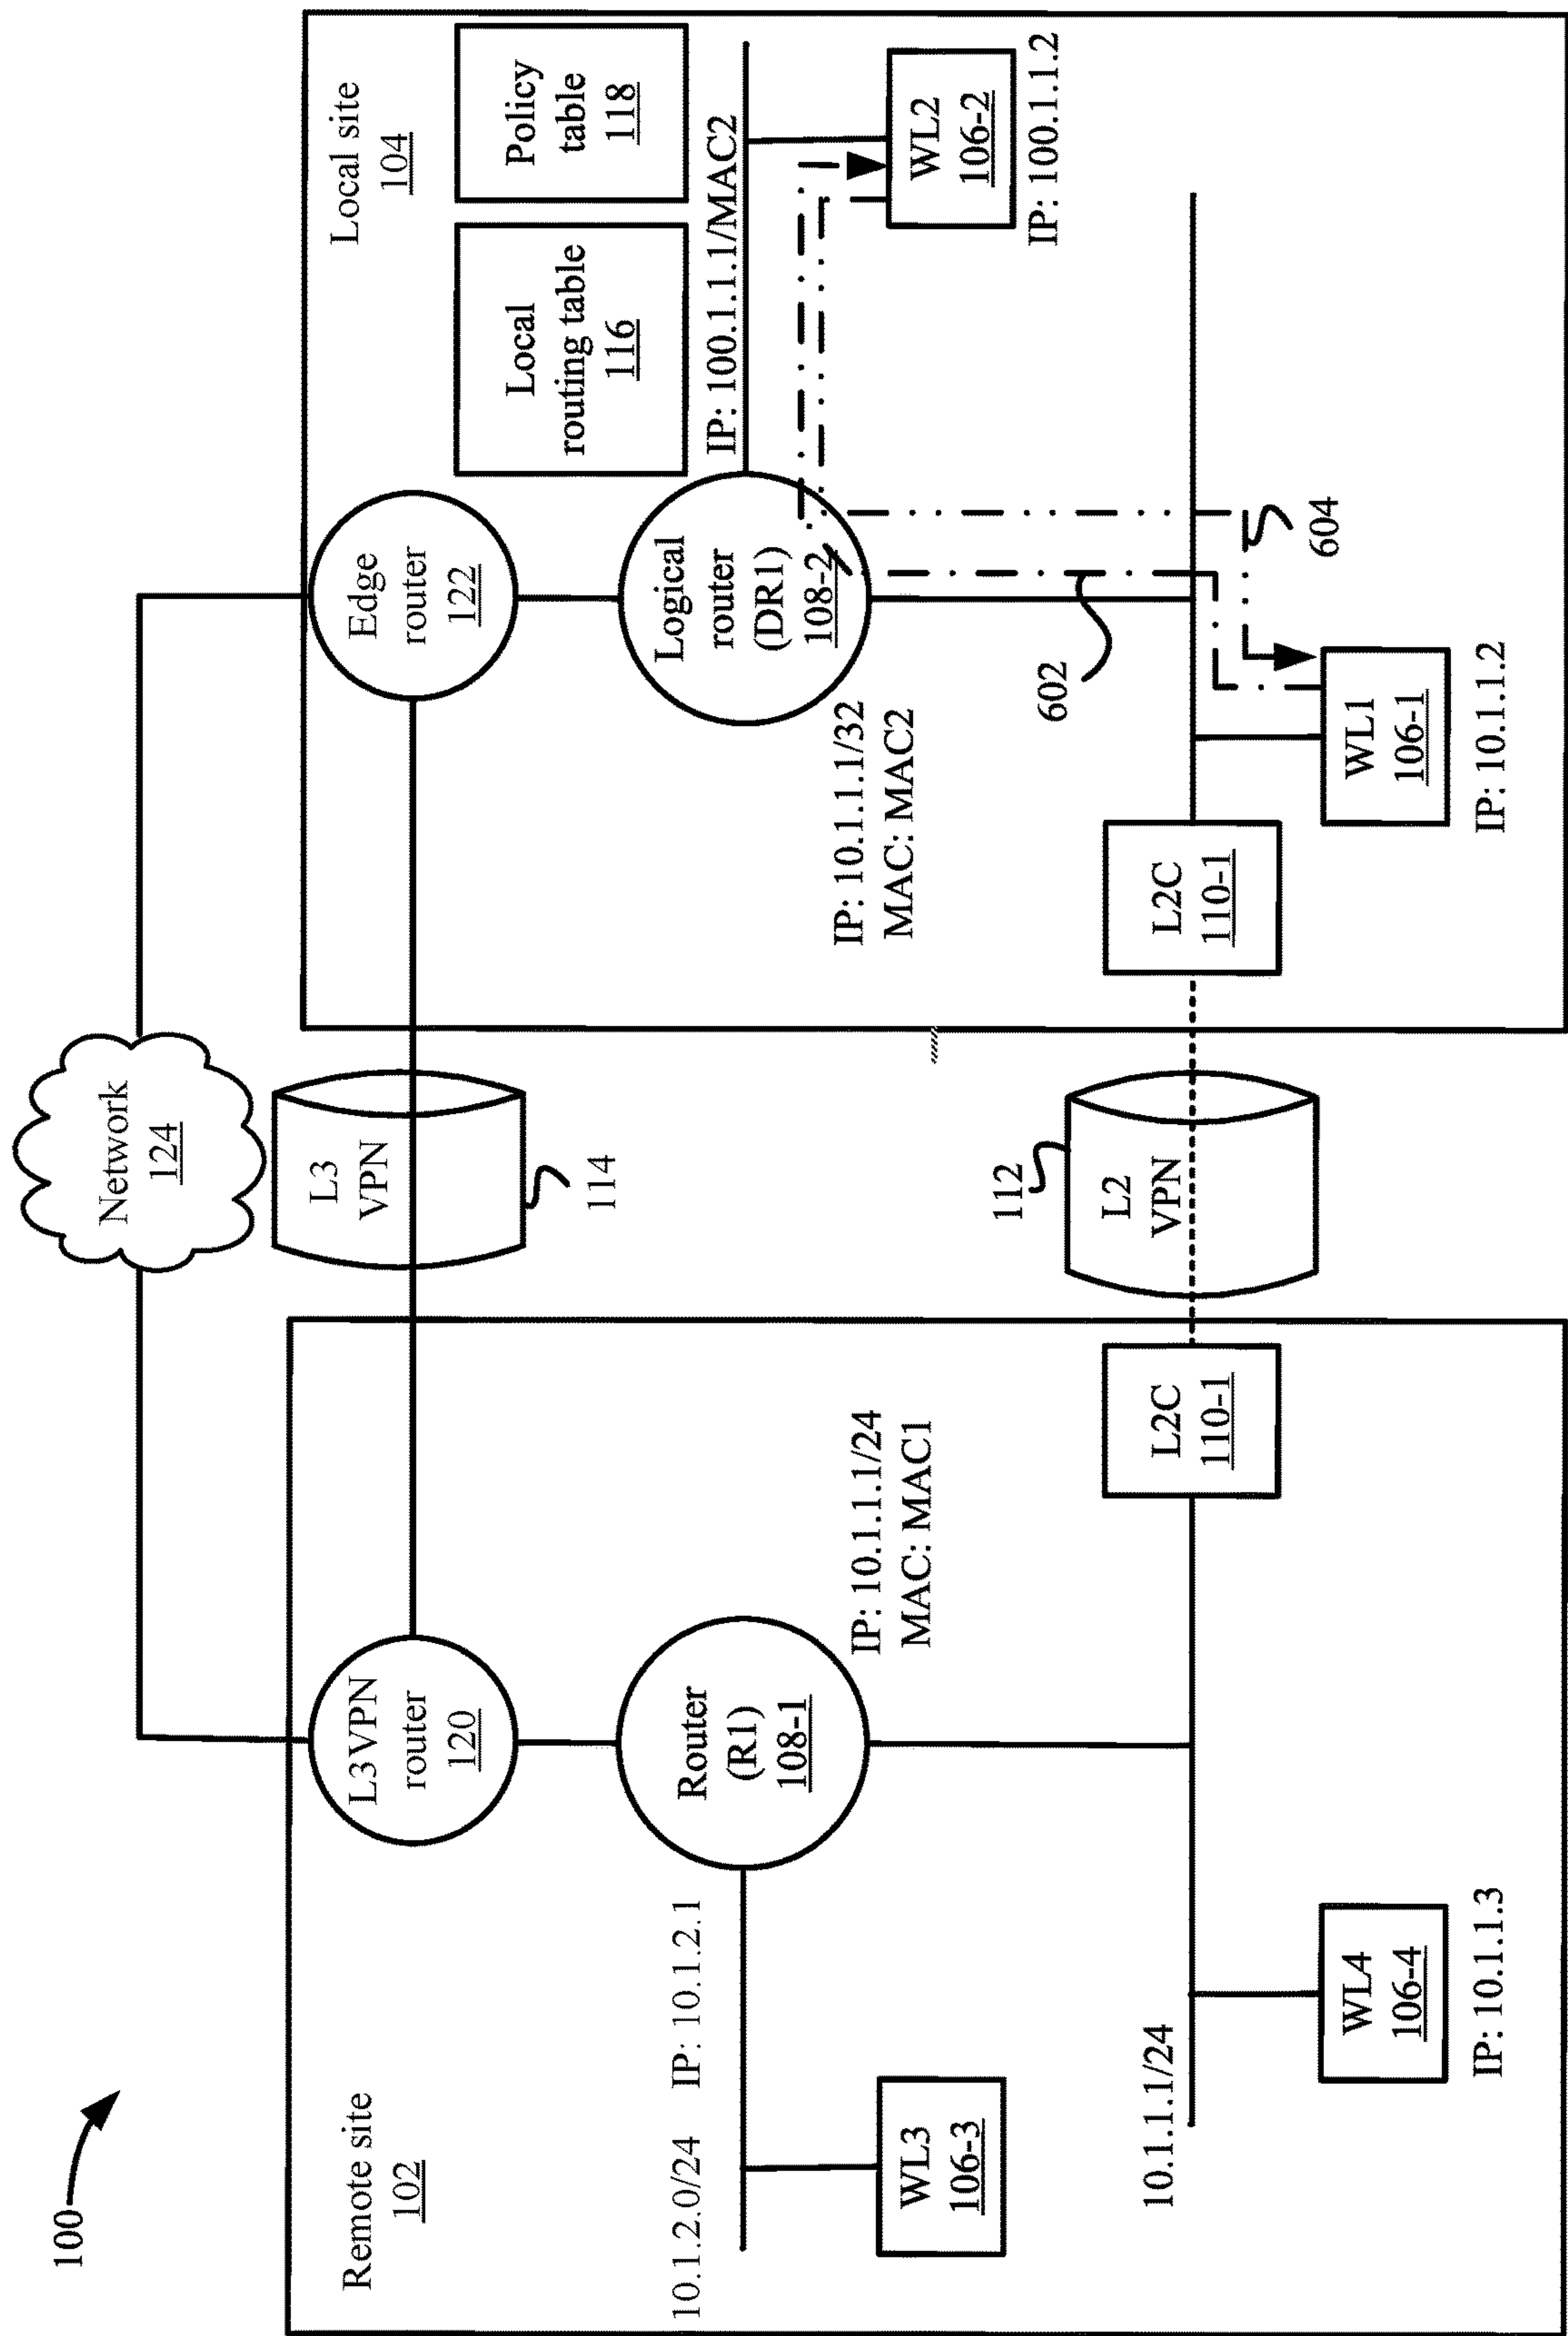 100
Network
124
Remote site
102
L3VPN
router
120
L3
VPN
114
Edge
router
122
Local site
104
Local
routing table
116
Policy
table
118
10.1.2.0/24
IP: 10.1.2.1
Router
(R1)
108-1
IP: 10.1.1.1/24
MAC: MAC1
WL3
106-3
Logical
router
(DR1)
108-2
IP: 100.1.1.1/MAC2
IP: 10.1.1.1/32
MAC: MAC2
WL2
106-2
IP: 100.1.1.2
602
604
10.1.1.1/24
L2C
110-1
112
L2
VPN
L2C
110-1
WL4
106-4
IP: 10.1.1.3
WL1
106-1
IP: 10.1.1.2